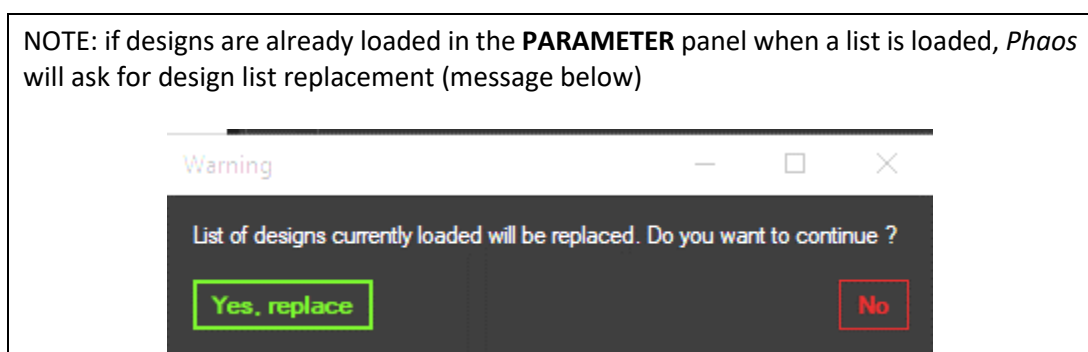 NOTE: if designs are already loaded in the PARAMETER panel when a list is loaded, Phaos
will ask for design list replacement (message below)
Warning
List of designs currently loaded will be replaced. Do you want to continue ?
Yes, replace
No